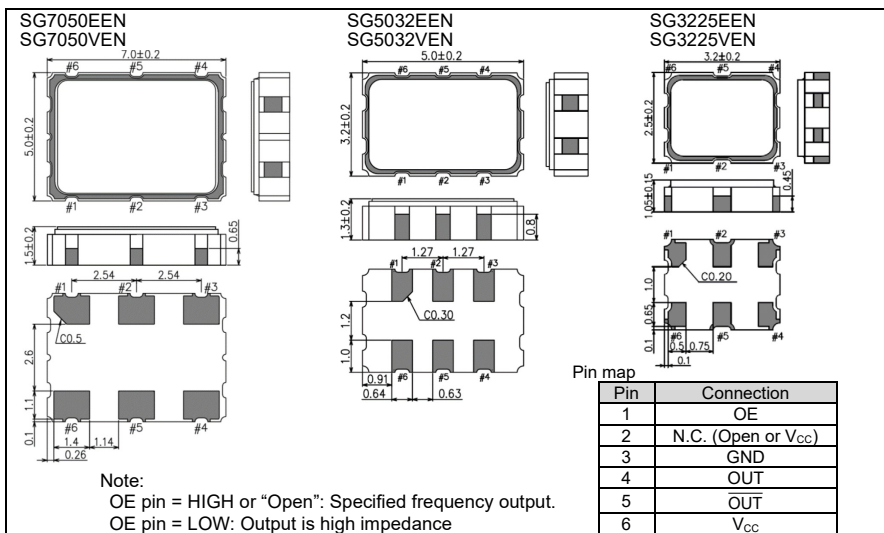 SG7050EEN
SG7050VEN
SG5032EEN
SG5032VEN
SG3225EEN
SG3225VEN
7.0±0.2
#6 #5 #4
5.0±0.2
#1 #2 #3
1.5±0.2
0.65
2.54 2.54
#1 #2 #3
C0.5
2.6
1.1
0.1
#6 #5 #4
1.4 1.14
0.26
5.0±0.2
#6 #5 #4
3.2±0.2
#1 #2 #3
1.3±0.2
0.8
1.27 1.27
#1 #2 #3
C0.30
1.2
1.0
0.91 #6 #5 #4
0.64 0.63
3.2±0.2
#6 #5 #4
2.5±0.2
#1 #2 #3
1.05±0.15
0.45
#1 #2 #3
C0.20
1.0
0.65
0.1
#6 #5 #4
0.5 0.75
0.1
Pin map
Pin Connection
1 OE
2 N.C. (Open or VCC)
3 GND
4 OUT
5 O̅U̅T̅
6 VCC
Note:
OE pin = HIGH or “Open”: Specified frequency output.
OE pin = LOW: Output is high impedance